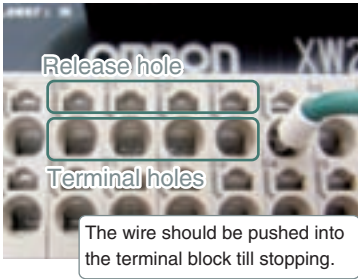 omron
XW2
Release hole
Terminal holes
The wire should be pushed into
the terminal block till stopping.